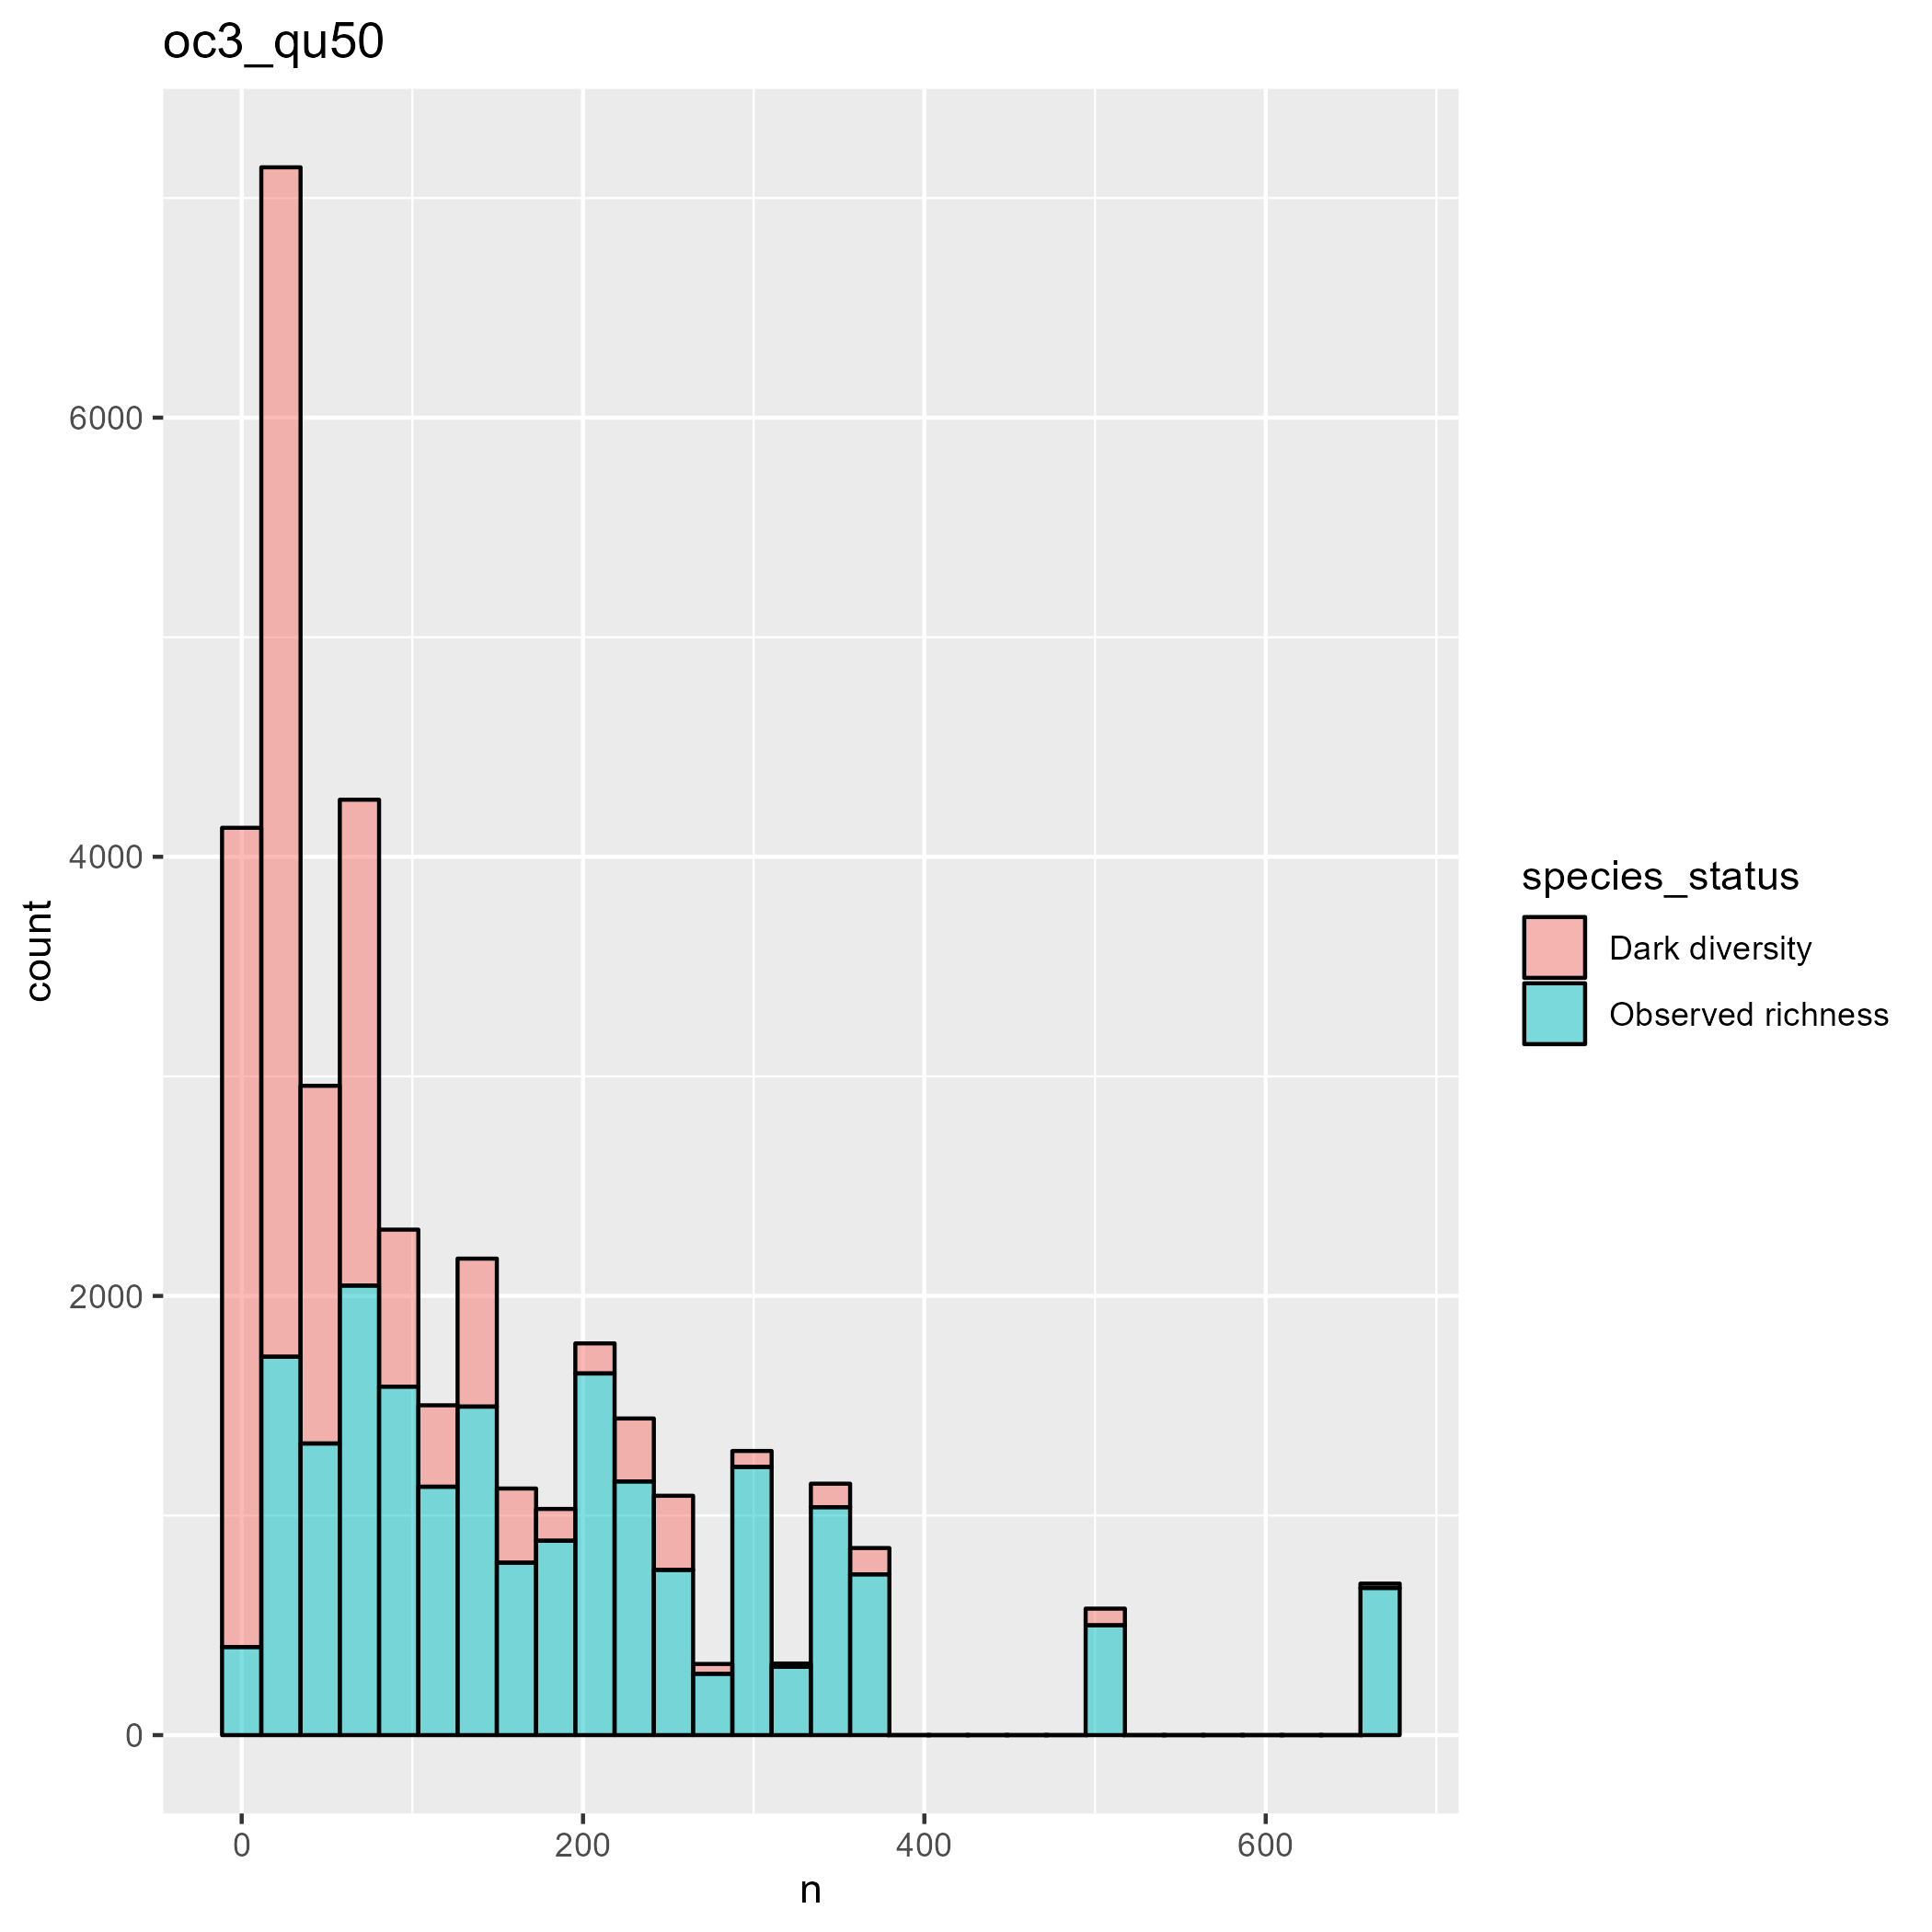 oc3_qu50
6000
4000
2000
0
count
0 200 400 600
n
species_status
Dark diversity
Observed richness